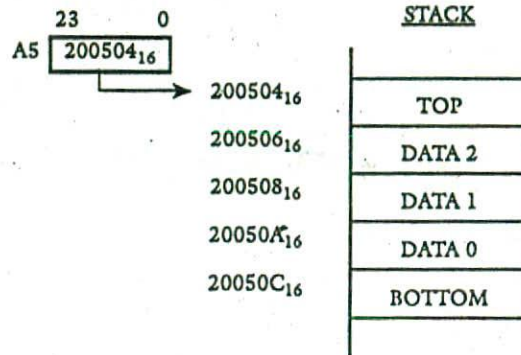 23 0 STACK
A5 200504₁₆
200504₁₆ TOP
200506₁₆ DATA 2
200508₁₆ DATA 1
20050A₁₆ DATA 0
20050C₁₆ BOTTOM